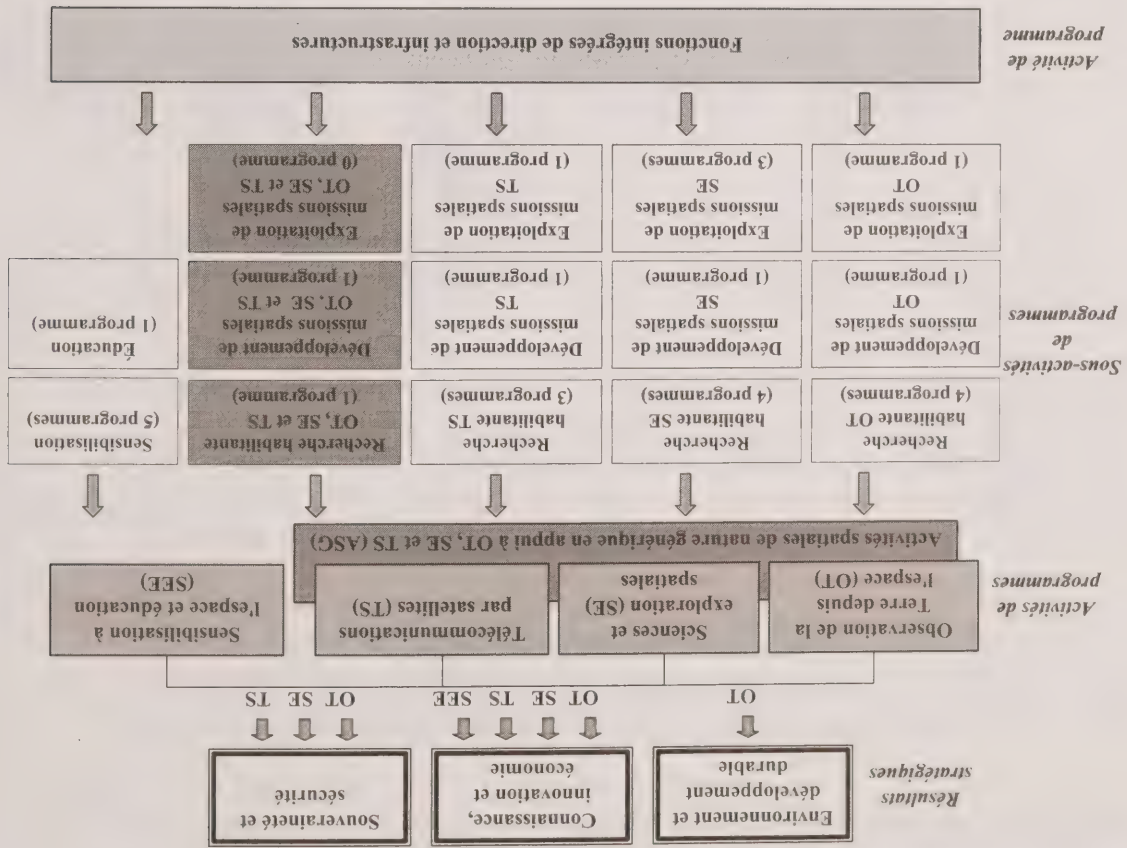 Résultats
stratégiques
Environnement et
développement
durable
Connaissance,
innovation et
économie
Souveraineté et
sécurité
OT
OT SE TS SEE
OT SE TS
Activités de
programmes
Observation de la
Terre depuis
l'espace (OT)
Sciences et
exploration (SE)
spatiales
Télécommunications
par satellites (TS)
Sensibilisation à
l'espace et éducation
(SEE)
Activités spatiales de nature générique en appui à OT, SE et TS (ASG)
Sous-activités
de
programmes
Recherche
habilitante OT
(4 programmes)
Recherche
habilitante SE
(4 programmes)
Recherche
habilitante TS
(3 programmes)
Recherche habilitante
OT, SE et TS
(1 programme)
Sensibilisation
(5 programmes)
Développement de
missions spatiales
OT
(1 programme)
Développement de
missions spatiales
SE
(1 programme)
Développement de
missions spatiales
TS
(1 programme)
Développement de
missions spatiales
OT, SE et TS
(1 programme)
Éducation
(1 programme)
Exploitation de
missions spatiales
OT
(1 programme)
Exploitation de
missions spatiales
SE
(3 programmes)
Exploitation de
missions spatiales
TS
(1 programme)
Exploitation de
missions spatiales
OT, SE et TS
(0 programme)
Activité de
programme
Fonctions intégrées de direction et infrastructures